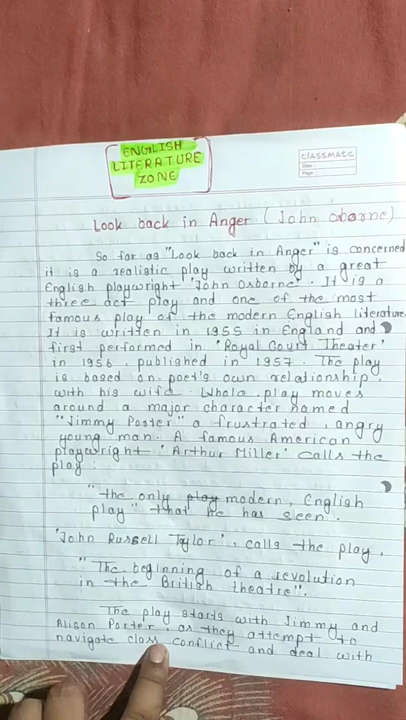 ENGLISH
LITERATURE
ZONE
CLASSMATE
Date :
Page :
Look back in Anger (John oborne)
So for as "Look back in Anger" is concerned
it is a realistic play written by a great
English playwright 'John Osborne'. It is a
three act play and one of the most
famous play of the modern English literature.
It is written in 1955 in England and
first performed in 'Royal Court Theater'
in 1956, published in 1957. The play
is based on poet's own relationship
with his wife. Whole play moves
around a major character named
"Jimmy Poster" a frustrated, angry
young man. A famous American
playwright 'Arthur Miller' calls the
play :
"the only play modern, English
play" that he has seen.
'John Russell Taylor', calls the play,
"The beginning of a revolution
in the British theatre".
The play starts with Jimmy and
Alison Porter, as they attempt to
navigate class conflict and deal with